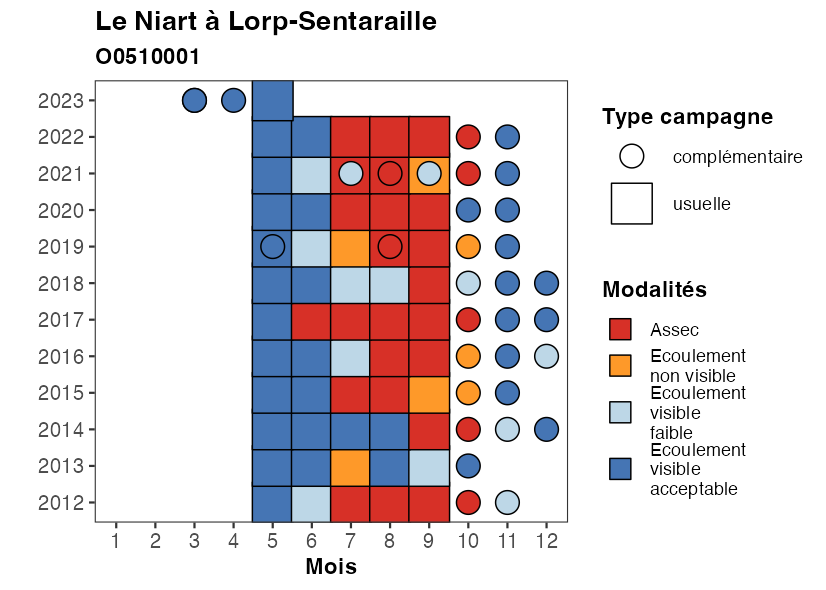 Le Niart à Lorp-Sentaraille
O0510001
2023
2022
2021
2020
2019
2018
2017
2016
2015
2014
2013
2012
1 2 3 4 5 6 7 8 9 10 11 12
Mois
Type campagne
complémentaire
usuelle
Modalités
Assec
Ecoulement
non visible
Ecoulement
visible
faible
Ecoulement
visible
acceptable